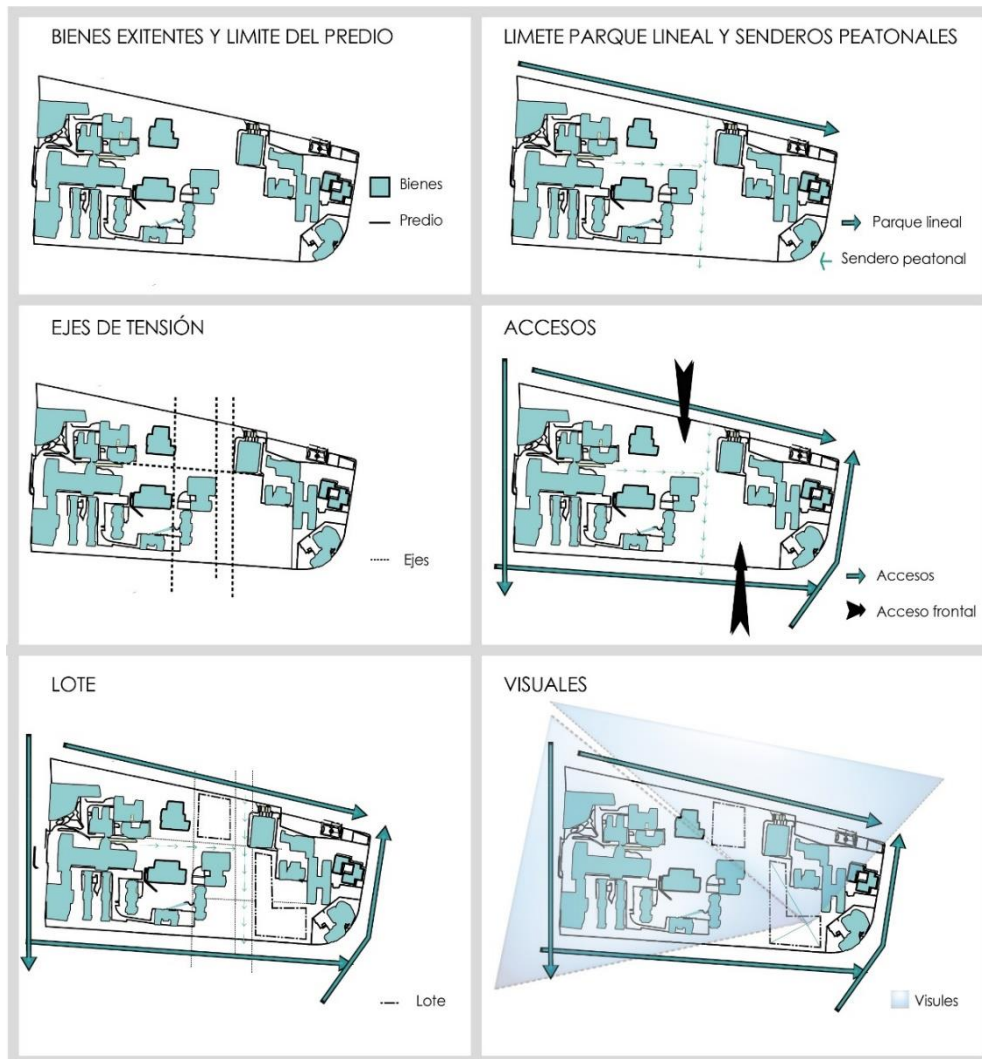 BIENES EXITENTES Y LIMITE DEL PREDIO
Bienes
Predio
LIMETE PARQUE LINEAL Y SENDEROS PEATONALES
Parque lineal
Sendero peatonal
EJES DE TENSIÓN
Ejes
ACCESOS
Accesos
Acceso frontal
LOTE
Lote
VISUALES
Visules